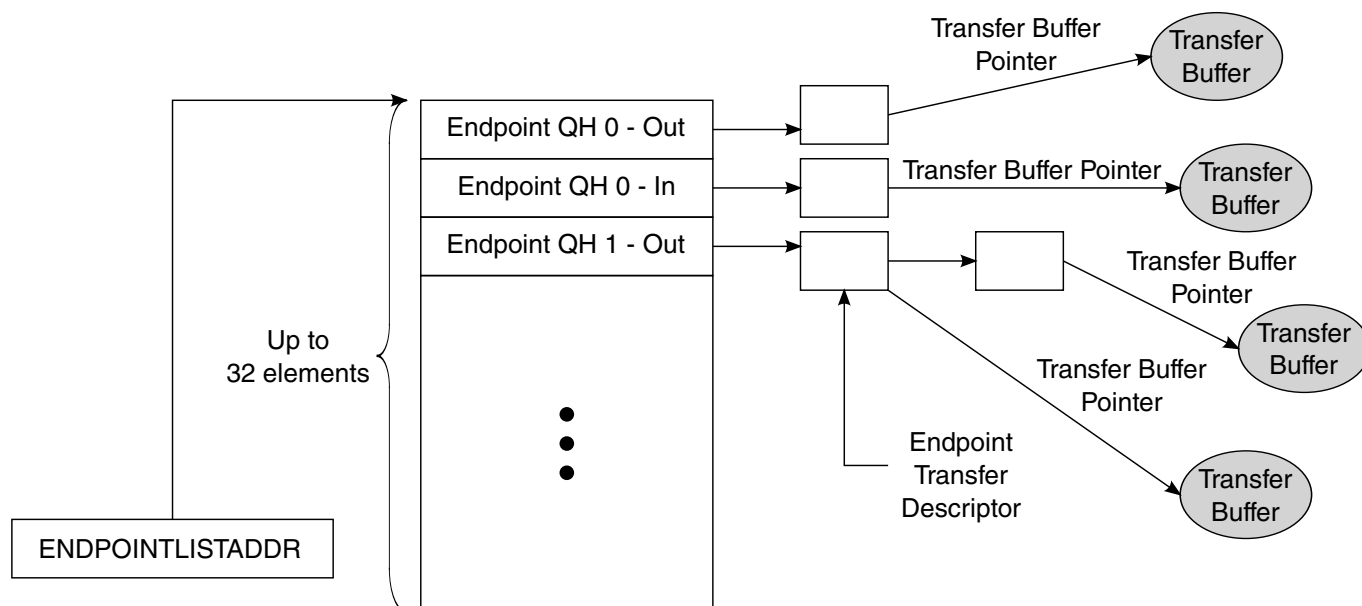 Transfer Buffer
Pointer
Transfer
Buffer
Endpoint QH 0 - Out
Endpoint QH 0 - In
Transfer Buffer Pointer
Transfer
Buffer
Endpoint QH 1 - Out
Transfer Buffer
Pointer
Transfer
Buffer
Up to
32 elements
Transfer Buffer
Pointer
Endpoint
Transfer
Descriptor
Transfer
Buffer
ENDPOINTLISTADDR